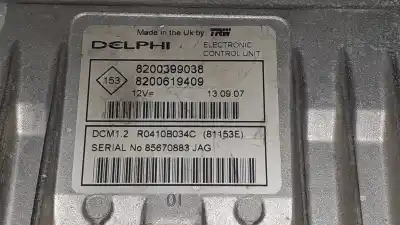 Made in the Uk by TRW
DELPHI ELECTRONIC CONTROL UNIT
153
8200399038
8200619409
12V= 13.09.07
DCM1.2 R0410B034C (81153E)
SERIAL No 85670883 JAG
01